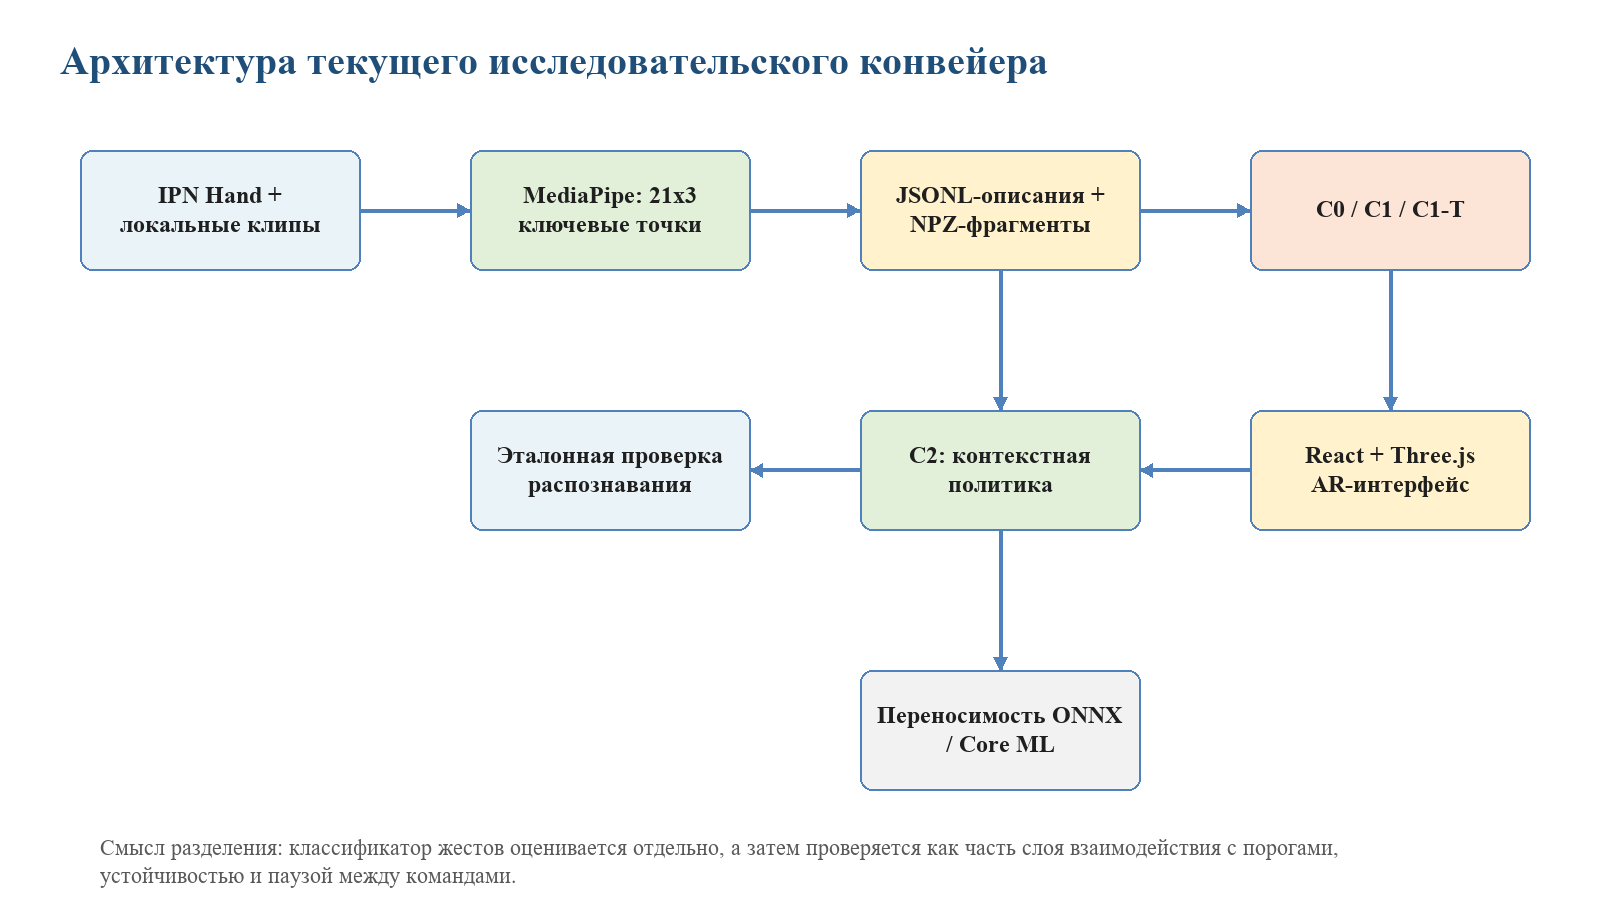 Архитектура текущего исследовательского конвейера
IPN Hand +
локальные клипы
MediaPipe: 21x3
ключевые точки
JSONL-описания +
NPZ-фрагменты
C0 / C1 / C1-T
Эталонная проверка
распознавания
C2: контекстная
политика
React + Three.js
AR-интерфейс
Переносимость ONNX
/ Core ML
Смысл разделения: классификатор жестов оценивается отдельно, а затем проверяется как часть слоя взаимодействия с порогами,
устойчивостью и паузой между командами.